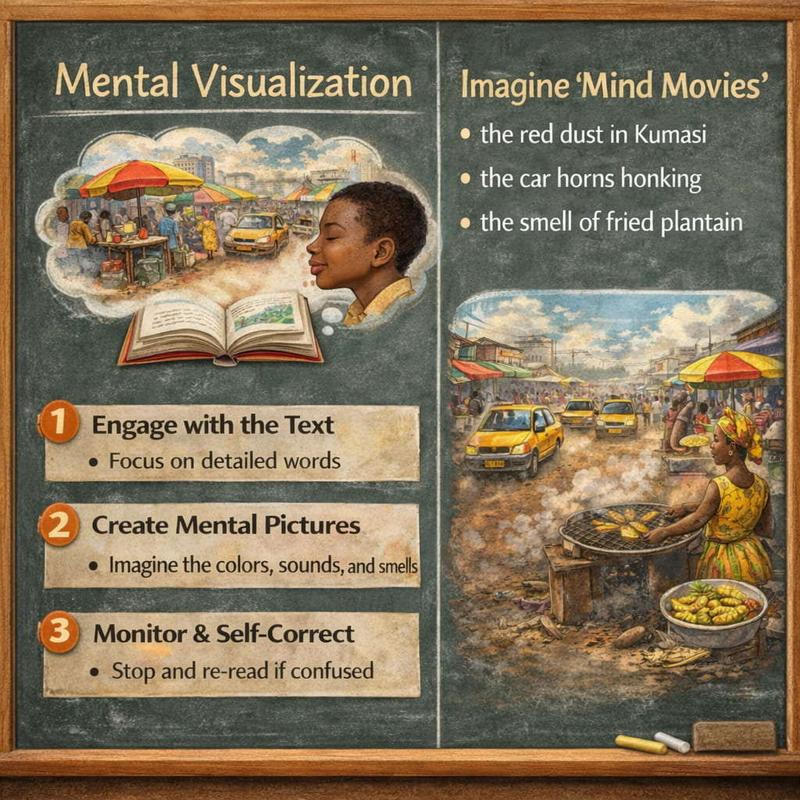 Mental Visualization
1 Engage with the Text
• Focus on detailed words
2 Create Mental Pictures
• Imagine the colors, sounds, and smells
3 Monitor & Self-Correct
• Stop and re-read if confused
Imagine ‘Mind Movies’
• the red dust in Kumasi
• the car horns honking
• the smell of fried plantain